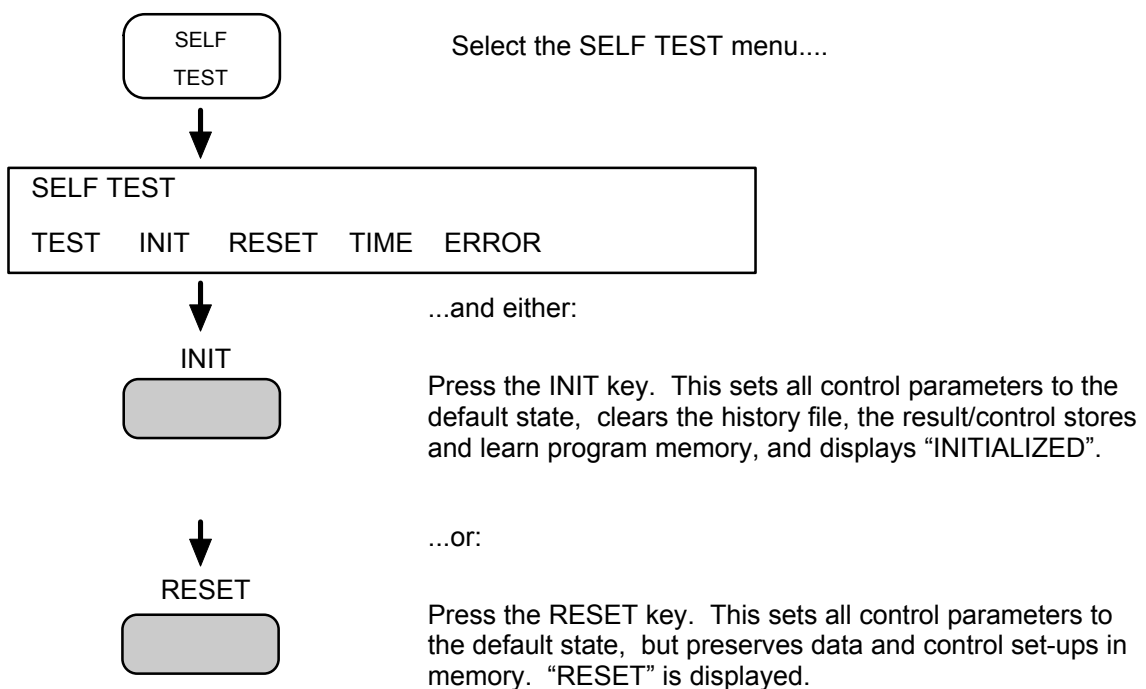 SELF
TEST
Select the SELF TEST menu....
SELF TEST
TEST INIT RESET TIME ERROR
...and either:
INIT
Press the INIT key. This sets all control parameters to the
default state, clears the history file, the result/control stores
and learn program memory, and displays “INITIALIZED”.
...or:
RESET
Press the RESET key. This sets all control parameters to
the default state, but preserves data and control set-ups in
memory. “RESET” is displayed.